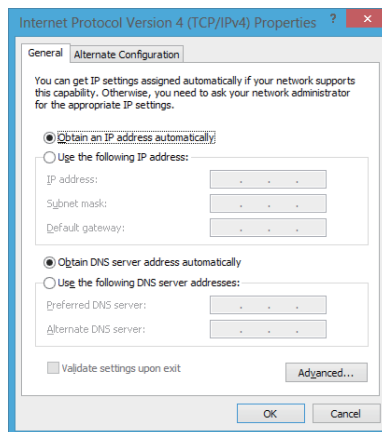 Internet Protocol Version 4 (TCP/IPv4) Properties ? ×
General Alternate Configuration
You can get IP settings assigned automatically if your network supports
this capability. Otherwise, you need to ask your network administrator
for the appropriate IP settings.
Obtain an IP address automatically
Use the following IP address:
IP address: . . .
Subnet mask: . . .
Default gateway: . . .
Obtain DNS server address automatically
Use the following DNS server addresses:
Preferred DNS server: . . .
Alternate DNS server: . . .
Validate settings upon exit
Advanced...
OK Cancel